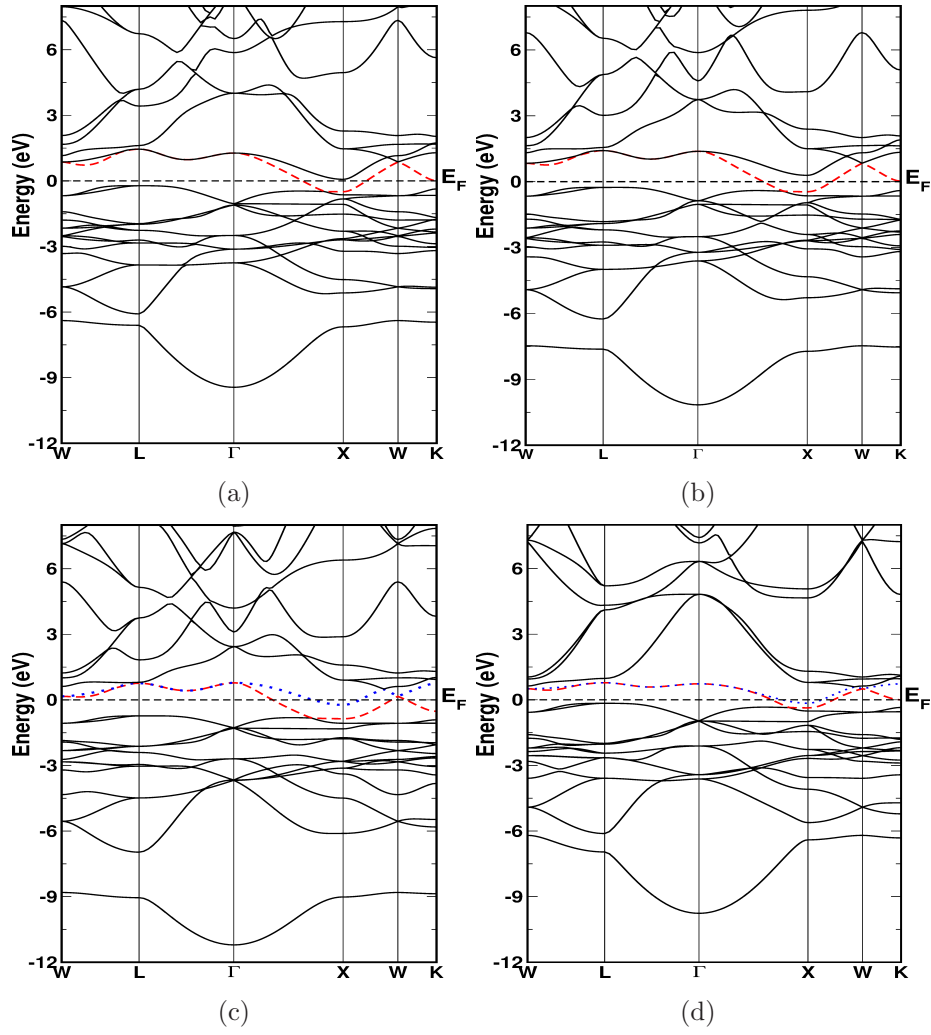 6
3
0
-3
-6
-9
-12
Energy (eV)
E_F
W L Γ X W K
(a)
6
3
0
-3
-6
-9
-12
Energy (eV)
E_F
W L Γ X W K
(b)
6
3
0
-3
-6
-9
-12
Energy (eV)
E_F
W L Γ X W K
(c)
6
3
0
-3
-6
-9
-12
Energy (eV)
E_F
W L Γ X W K
(d)